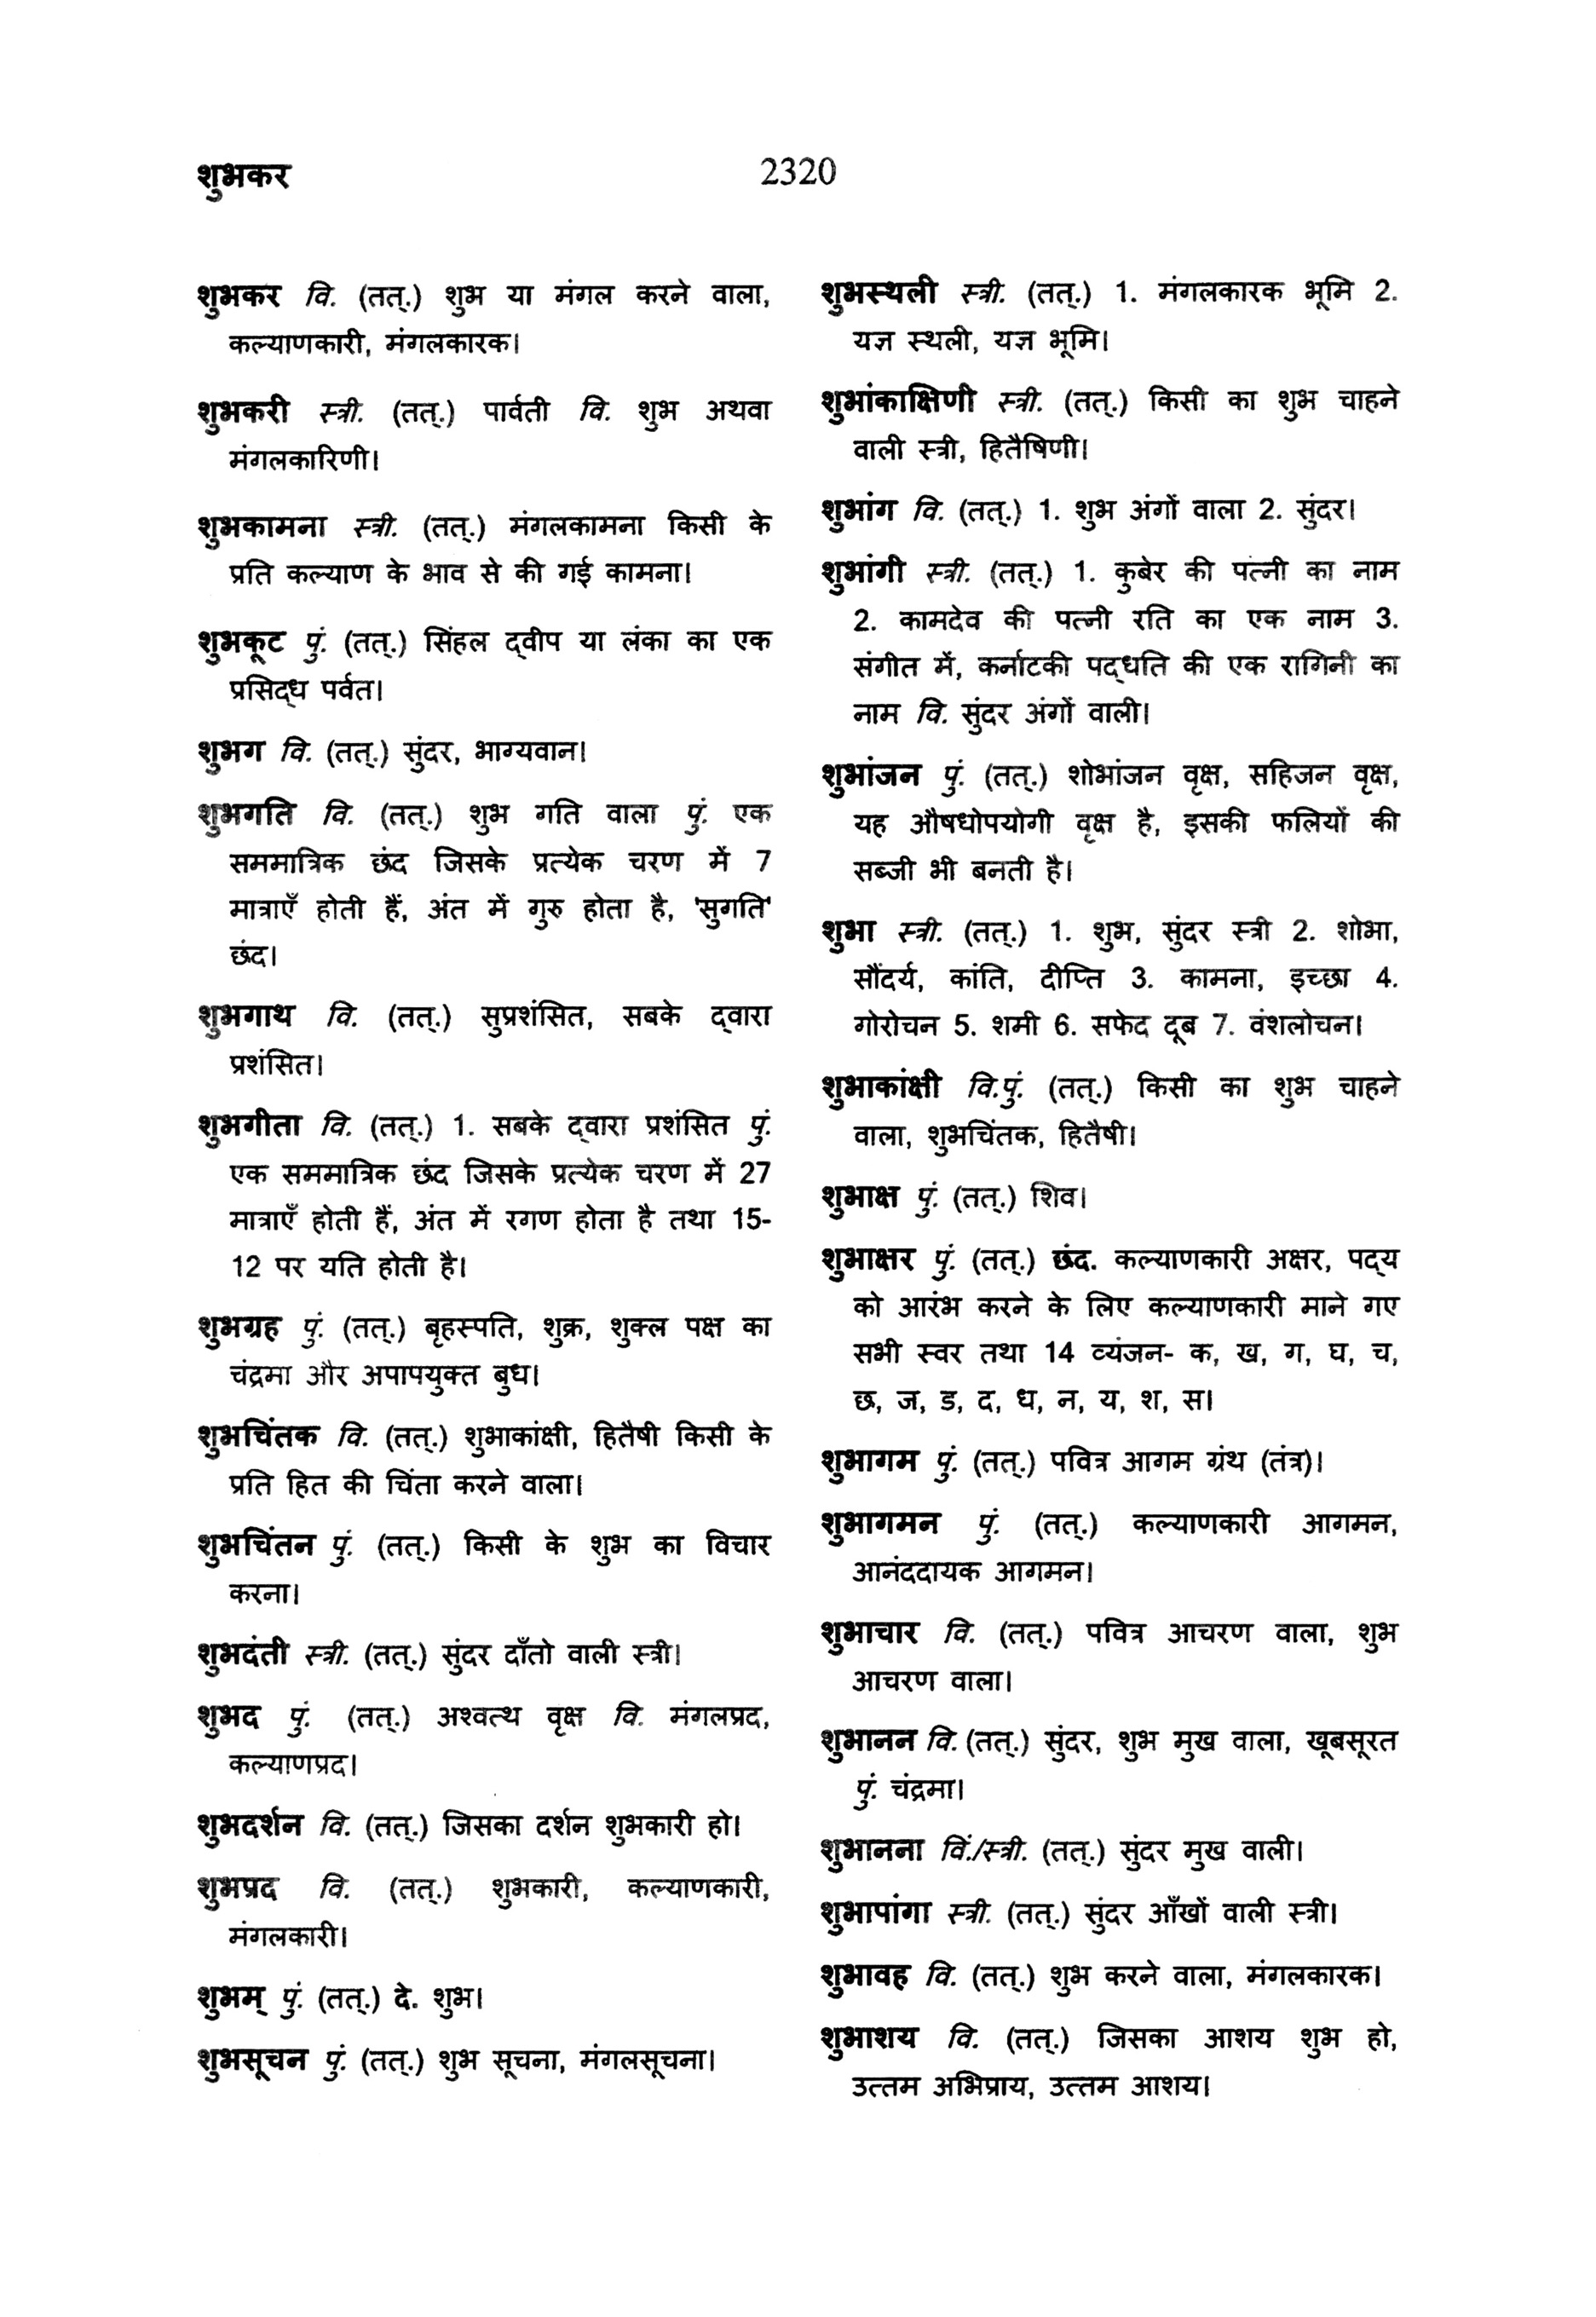 शुभकर
2320
शुभकर वि. (तत्.) शुभ या मंगल करने वाला,
कल्याणकारी, मंगलकारक।
शुभकरी स्त्री. (तत्.) पार्वती वि. शुभ अथवा
मंगलकारिणी।
शुभकामना स्त्री. (तत्.) मंगलकामना किसी के
प्रति कल्याण के भाव से की गई कामना।
शुभकूट पुं. (तत्.) सिंहल द्‌वीप या लंका का एक
प्रसिद्‌ध पर्वत।
शुभग वि. (तत्.) सुंदर, भाग्यवान।
शुभगति वि. (तत्.) शुभ गति वाला पुं. एक
सममात्रिक छंद जिसके प्रत्येक चरण में 7
मात्राएँ होती हैं, अंत में गुरु होता है, 'सुगति'
छंद।
शुभगाथ वि. (तत्.) सुप्रशंसित, सबके द्‌वारा
प्रशंसित।
शुभगीता वि. (तत्.) 1. सबके द्‌वारा प्रशंसित पुं.
एक सममात्रिक छंद जिसके प्रत्येक चरण में 27
मात्राएँ होती हैं, अंत में रगण होता है तथा 15-
12 पर यति होती है।
शुभग्रह पुं. (तत्.) बृहस्पति, शुक्र, शुक्ल पक्ष का
चंद्रमा और अपापयुक्त बुध।
शुभचिंतक वि. (तत्.) शुभाकांक्षी, हितैषी किसी के
प्रति हित की चिंता करने वाला।
शुभचिंतन पुं. (तत्.) किसी के शुभ का विचार
करना।
शुभदंती स्त्री. (तत्.) सुंदर दाँतो वाली स्त्री।
शुभद पुं. (तत्.) अश्वत्थ वृक्ष वि. मंगलप्रद,
कल्याणप्रद।
शुभदर्शन वि. (तत्.) जिसका दर्शन शुभकारी हो।
शुभप्रद वि. (तत्.) शुभकारी, कल्याणकारी,
मंगलकारी।
शुभम् पुं. (तत्.) दे. शुभ।
शुभसूचन पुं. (तत्.) शुभ सूचना, मंगलसूचना।
शुभस्थली स्त्री. (तत्.) 1. मंगलकारक भूमि 2.
यज्ञ स्थली, यज्ञ भूमि।
शुभांकाक्षिणी स्त्री. (तत्.) किसी का शुभ चाहने
वाली स्त्री, हितैषिणी।
शुभांग वि. (तत्.) 1. शुभ अंगों वाला 2. सुंदर।
शुभांगी स्त्री. (तत्.) 1. कुबेर की पत्नी का नाम
2. कामदेव की पत्नी रति का एक नाम 3.
संगीत में, कर्नाटकी पद्‌धति की एक रागिनी का
नाम वि. सुंदर अंगों वाली।
शुभांजन पुं. (तत्.) शोभांजन वृक्ष, सहिजन वृक्ष,
यह औषधोपयोगी वृक्ष है, इसकी फलियों की
सब्जी भी बनती है।
शुभा स्त्री. (तत्.) 1. शुभ, सुंदर स्त्री 2. शोभा,
सौंदर्य, कांति, दीप्ति 3. कामना, इच्छा 4.
गोरोचन 5. शमी 6. सफेद दूब 7. वंशलोचन।
शुभाकांक्षी वि.पुं. (तत्.) किसी का शुभ चाहने
वाला, शुभचिंतक, हितैषी।
शुभाक्ष पुं. (तत्.) शिव।
शुभाक्षर पुं. (तत्.) छंद. कल्याणकारी अक्षर, पद्‌य
को आरंभ करने के लिए कल्याणकारी माने गए
सभी स्वर तथा 14 व्यंजन- क, ख, ग, घ, च,
छ, ज, ड, द, ध, न, य, श, स।
शुभागम पुं. (तत्.) पवित्र आगम ग्रंथ (तंत्र)।
शुभागमन पुं. (तत्.) कल्याणकारी आगमन,
आनंददायक आगमन।
शुभाचार वि. (तत्.) पवित्र आचरण वाला, शुभ
आचरण वाला।
शुभानन वि. (तत्.) सुंदर, शुभ मुख वाला, खूबसूरत
पुं. चंद्रमा।
शुभानना विं./स्त्री. (तत्.) सुंदर मुख वाली।
शुभापांगा स्त्री. (तत्.) सुंदर आँखों वाली स्त्री।
शुभावह वि. (तत्.) शुभ करने वाला, मंगलकारक।
शुभाशय वि. (तत्.) जिसका आशय शुभ हो,
उत्तम अभिप्राय, उत्तम आशय।